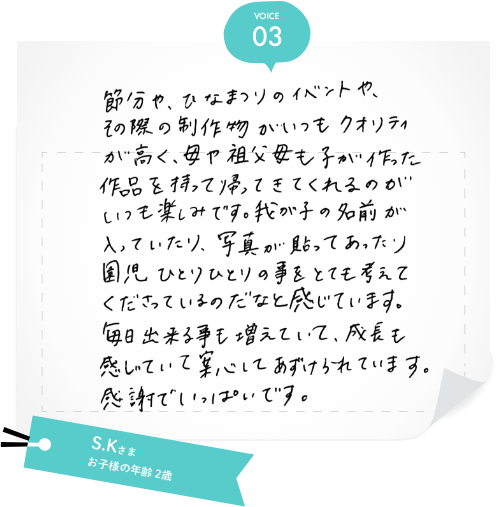 VOICE
03
節分や、ひなまつりのイベントや、
その際の制作物がいつもクオリティ
が高く、母や祖父母も子が作った
作品を持って帰ってきてくれるのが
いつも楽しみです。我が子の名前が
入っていたり、写真が貼ってあったり
園児ひとりひとりの事をとても考えて
くださっているのだなと感じています。
毎日出来る事も増えていて、成長も
感じていて安心してあずけられています。
感謝でいっぱいです。
S.Kさま
お子様の年齢 2歳